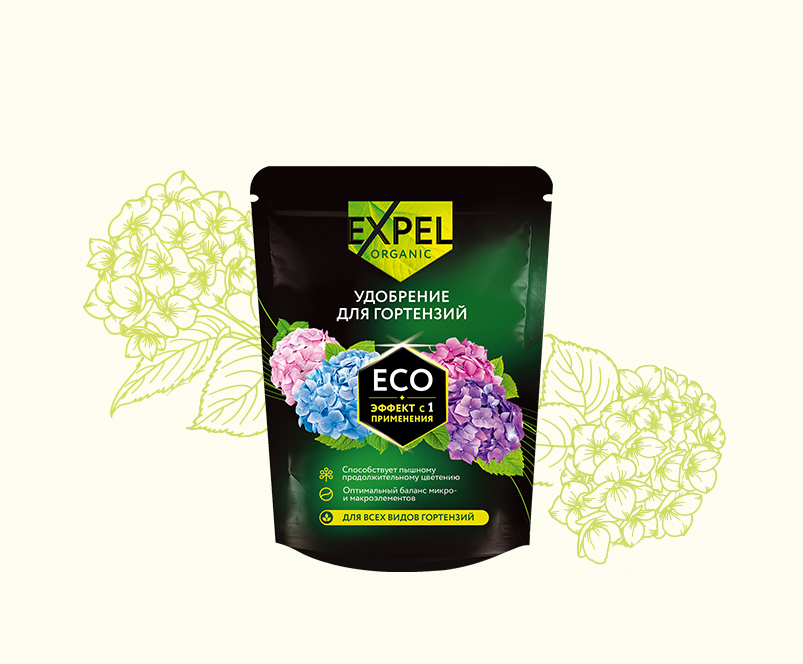 EXPEL
ORGANIC
УДОБРЕНИЕ
ДЛЯ ГОРТЕНЗИЙ
ECO
ЭФФЕКТ с 1
ПРИМЕНЕНИЯ
Способствует пышному
продолжительному цветению
Оптимальный баланс микро-
и макроэлементов
ДЛЯ ВСЕХ ВИДОВ ГОРТЕНЗИЙ